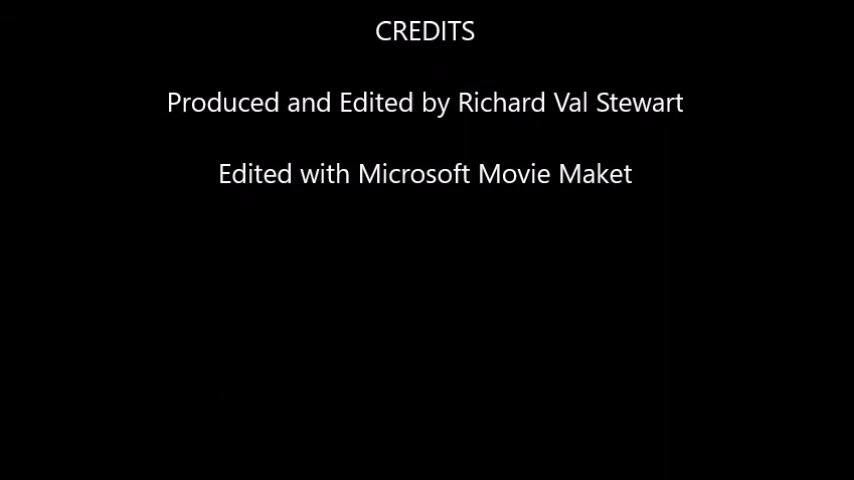 CREDITS
Produced and Edited by Richard Val Stewart
Edited with Microsoft Movie Maket